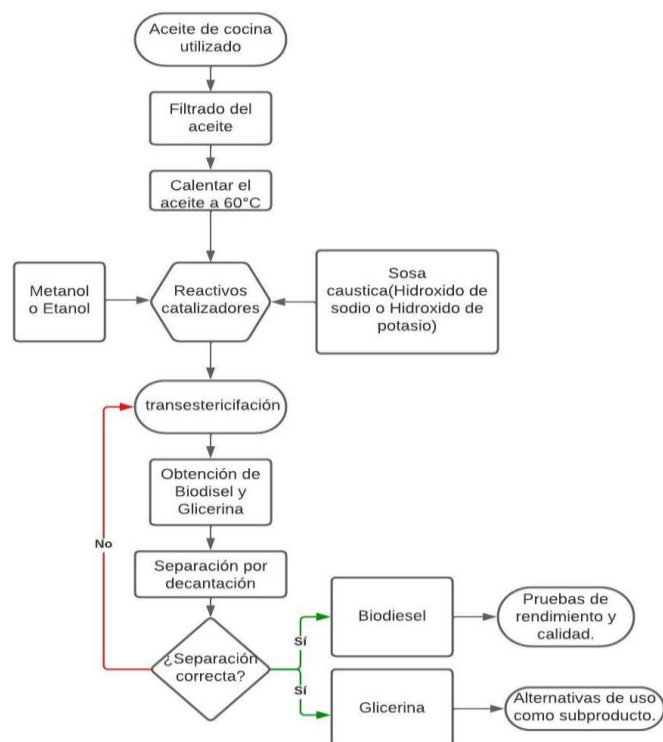 Aceite de cocina
utilizado
Filtrado del
aceite
Calentar el
aceite a 60°C
Metanol
o Etanol
Reactivos
catalizadores
Sosa
caustica(Hidroxido de
sodio o Hidroxido de
potasio)
transestericifación
Obtención de
Biodisel y
Glicerina
No
Separación por
decantación
¿Separación
correcta?
Sí
Sí
Biodiesel
Pruebas de
rendimiento y
calidad.
Glicerina
Alternativas de uso
como subproducto.